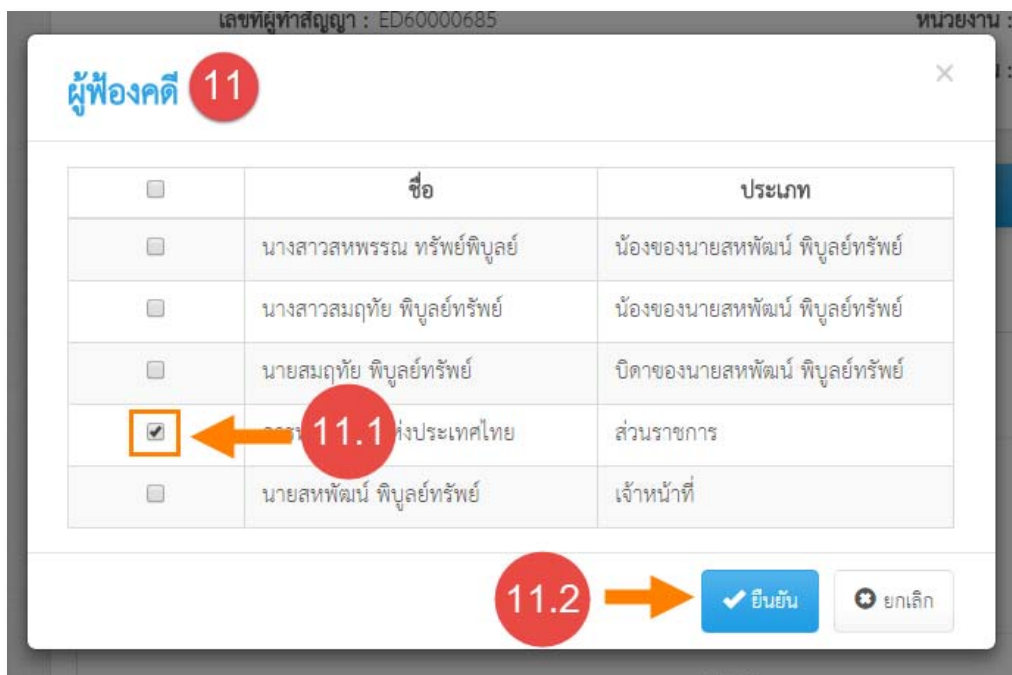 เลขที่ผู้ทำสัญญา : ED60000685 หน่วยงาน :
ผู้ฟ้องคดี 11 ×
ชื่อ ประเภท
นางสาวสหพรรณ ทรัพย์พิบูลย์ น้องของนายสหพัฒน์ พิบูลย์ทรัพย์
นางสาวสมฤทัย พิบูลย์ทรัพย์ น้องของนายสหพัฒน์ พิบูลย์ทรัพย์
นายสมฤทัย พิบูลย์ทรัพย์ บิดาของนายสหพัฒน์ พิบูลย์ทรัพย์
11.1 ประเทศไทย ส่วนราชการ
นายสหพัฒน์ พิบูลย์ทรัพย์ เจ้าหน้าที่
11.2 ยืนยัน ยกเลิก